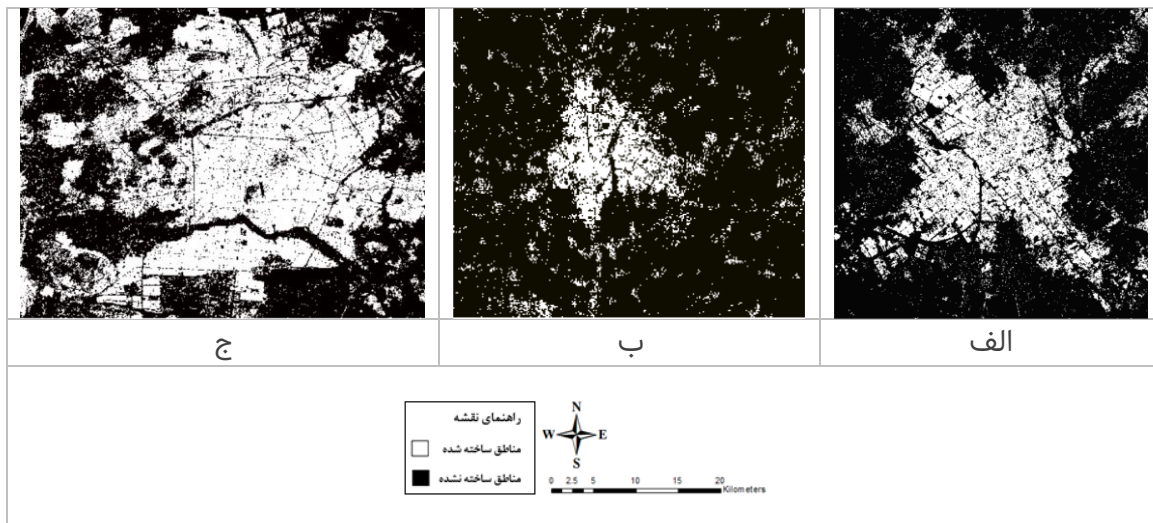 الف
ب
ج
راهنمای نقشه
مناطق ساخته شده
مناطق ساخته نشده
N
W E
S
0 2.5 5 10 15 20
Kilometers